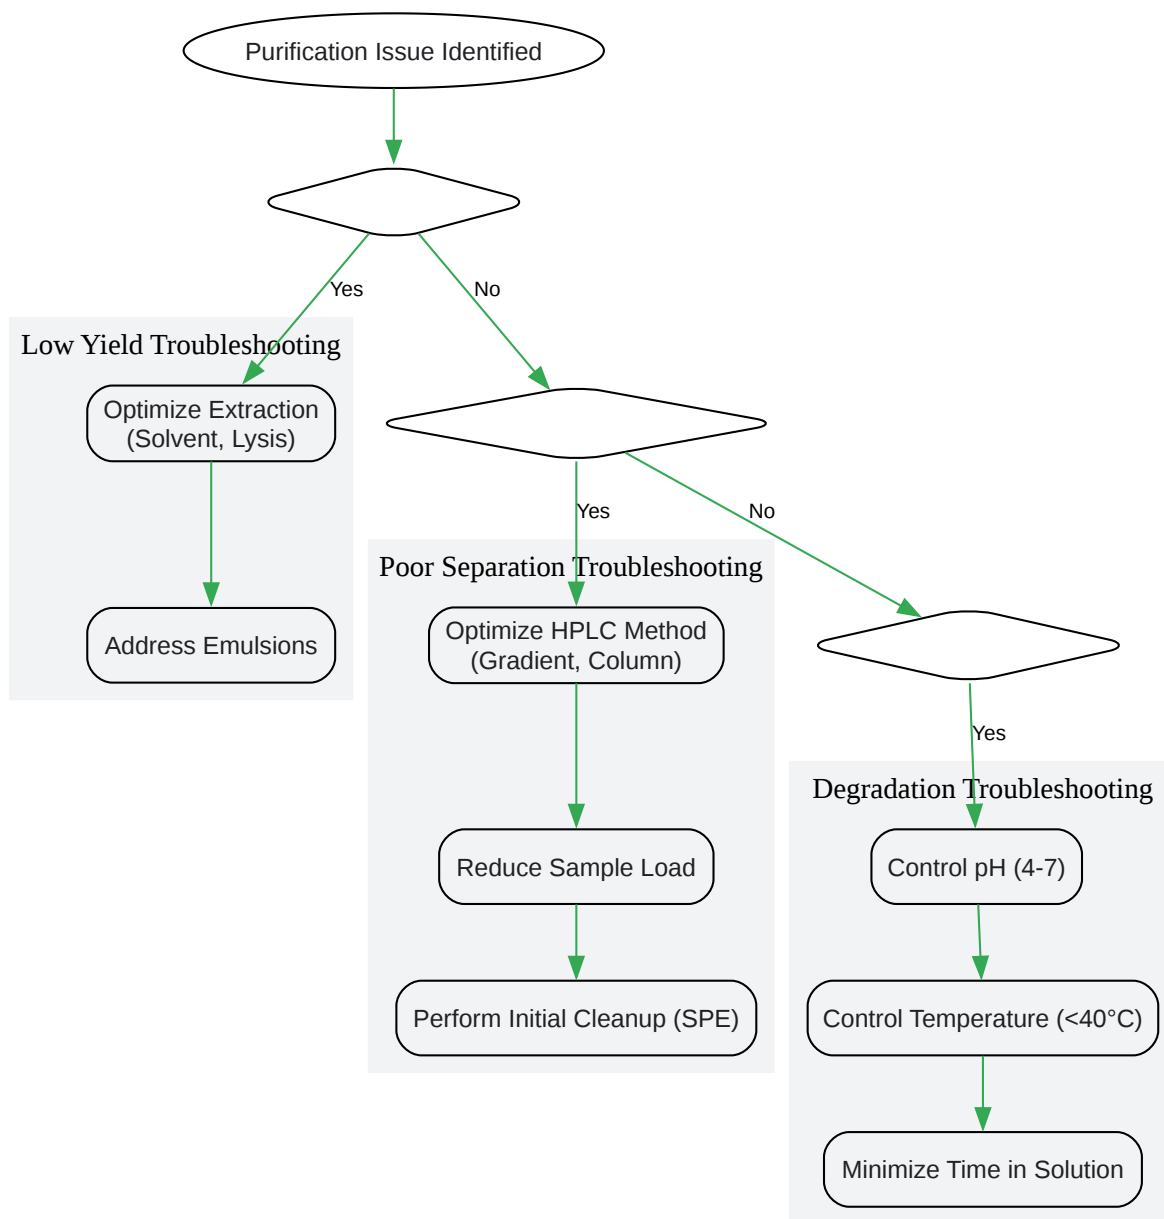 Purification Issue Identified
Yes
No
Low Yield Troubleshooting
Optimize Extraction
(Solvent, Lysis)
Address Emulsions
Yes
No
Poor Separation Troubleshooting
Optimize HPLC Method
(Gradient, Column)
Reduce Sample Load
Perform Initial Cleanup (SPE)
Yes
Degradation Troubleshooting
Control pH (4-7)
Control Temperature (<40°C)
Minimize Time in Solution